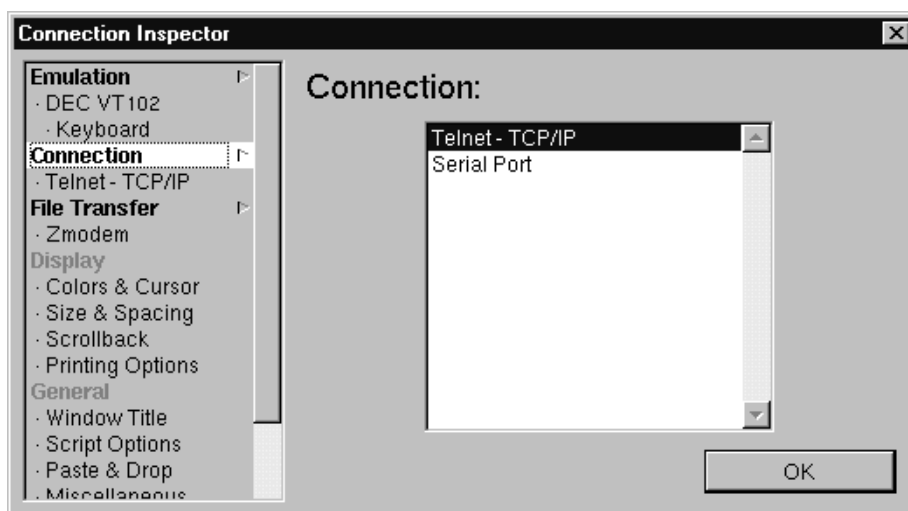 Connection Inspector
Emulation
· DEC VT102
· Keyboard
Connection
· Telnet - TCP/IP
File Transfer
· Zmodem
Display
· Colors & Cursor
· Size & Spacing
· Scrollback
· Printing Options
General
· Window Title
· Script Options
· Paste & Drop
· Miscellaneous
Connection:
Telnet - TCP/IP
Serial Port
OK